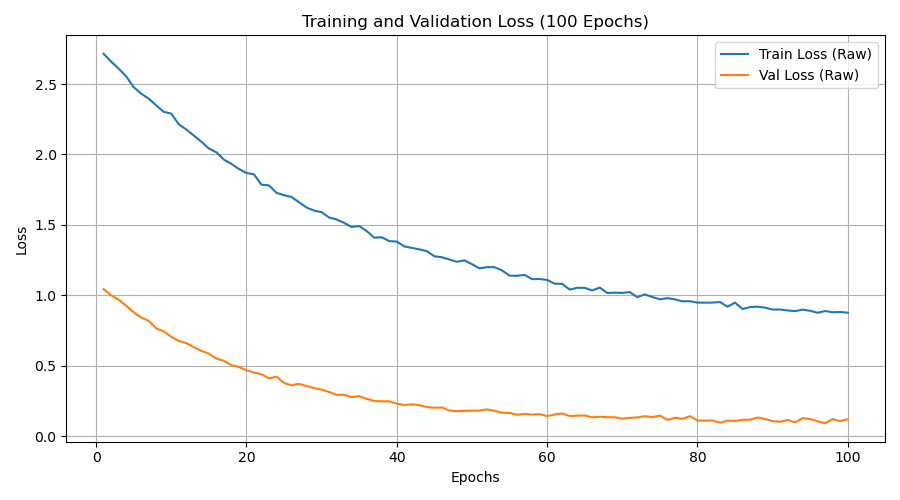 Training and Validation Loss (100 Epochs)
Train Loss (Raw)
Val Loss (Raw)
Loss
2.5
2.0
1.5
1.0
0.5
0.0
0 20 40 60 80 100
Epochs